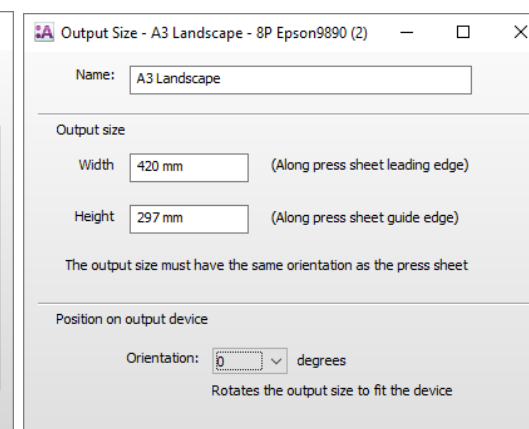 :A Output Size - A3 Landscape - 8P Epson9890 (2)
Name: A3 Landscape
Output size
Width 420 mm (Along press sheet leading edge)
Height 297 mm (Along press sheet guide edge)
The output size must have the same orientation as the press sheet
Position on output device
Orientation: 0 degrees
Rotates the output size to fit the device